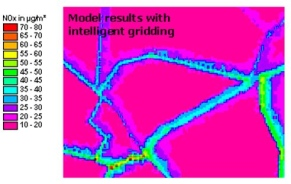 NOx in µg/m³
70 - 80
65 - 70
60 - 65
55 - 60
50 - 55
45 - 50
40 - 45
35 - 40
30 - 35
25 - 30
20 - 25
10 - 20
Model results with
intelligent gridding